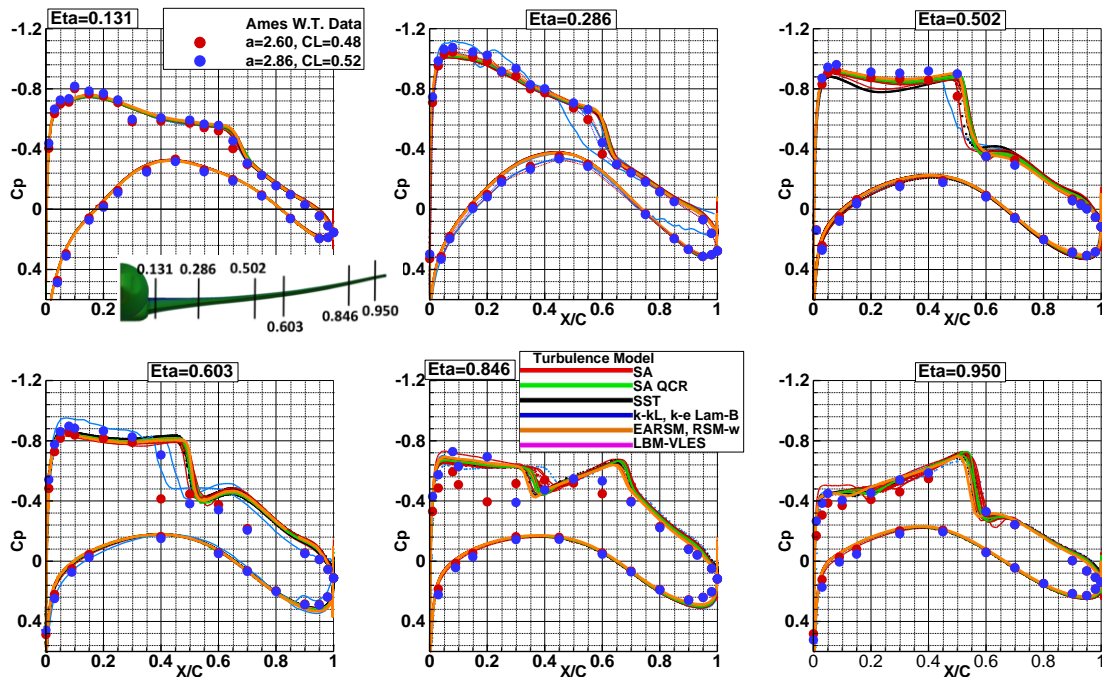 Eta=0.131
Ames W.T. Data
a=2.60, CL=0.48
a=2.86, CL=0.52
-1.2
-0.8
-0.4
0
0.4
Cp
0.131
0.286
0.502
0.603
0.846
0.950
0 0.2
Eta=0.286
-1.2
-0.8
-0.4
0
0.4
Cp
0 0.2 0.4 0.6 0.8 1
X/C
Eta=0.502
-1.2
-0.8
-0.4
0
0.4
Cp
0 0.2 0.4 0.6 0.8 1
X/C
Eta=0.603
-1.2
-0.8
-0.4
0
0.4
Cp
0 0.2 0.4 0.6 0.8 1
X/C
Eta=0.846
Turbulence Model
SA
SA QCR
SST
k-kL, k-e Lam-B
EARSM, RSM-w
LBM-VLES
-0.8
-0.4
0
0.4
Cp
0 0.2 0.4 0.6 0.8 1
X/C
Eta=0.950
-1.2
-0.8
-0.4
0
0.4
Cp
0 0.2 0.4 0.6 0.8 1
X/C